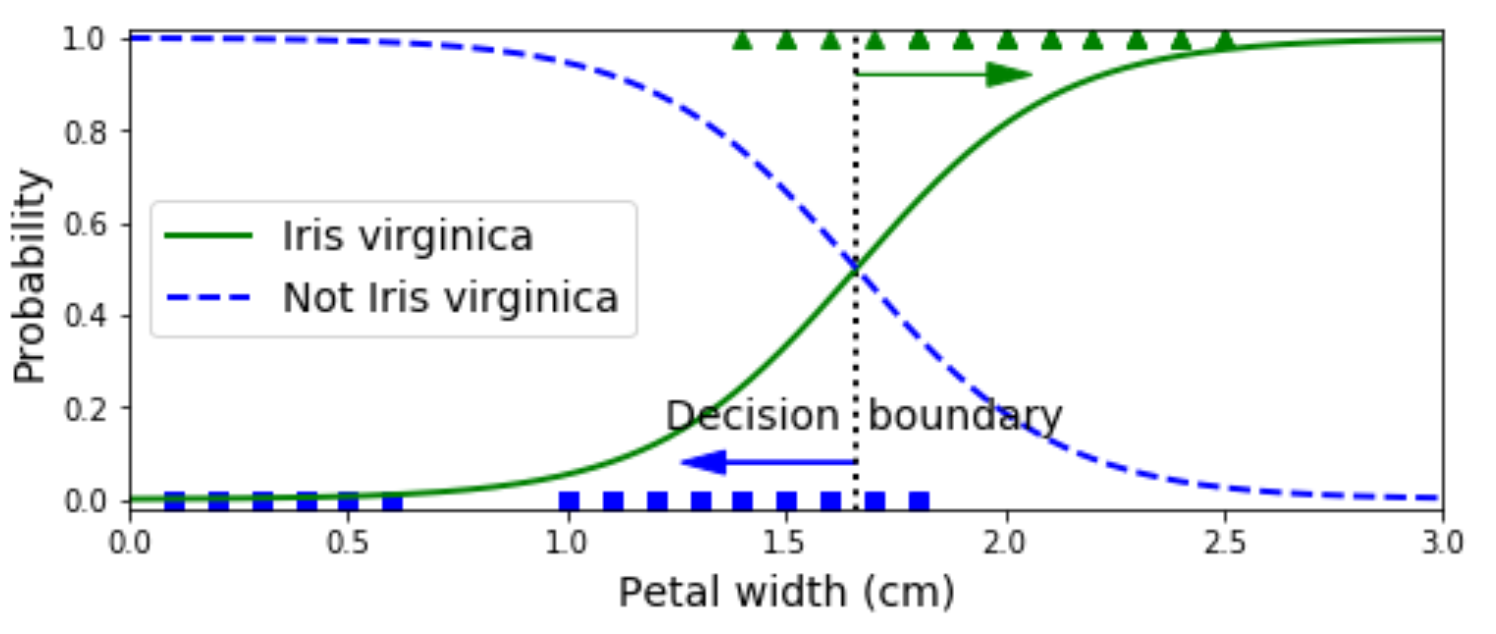 1.0
0.8
0.6
0.4
0.2
0.0
Probability
Iris virginica
Not Iris virginica
Decision boundary
0.0 0.5 1.0 1.5 2.0 2.5 3.0
Petal width (cm)